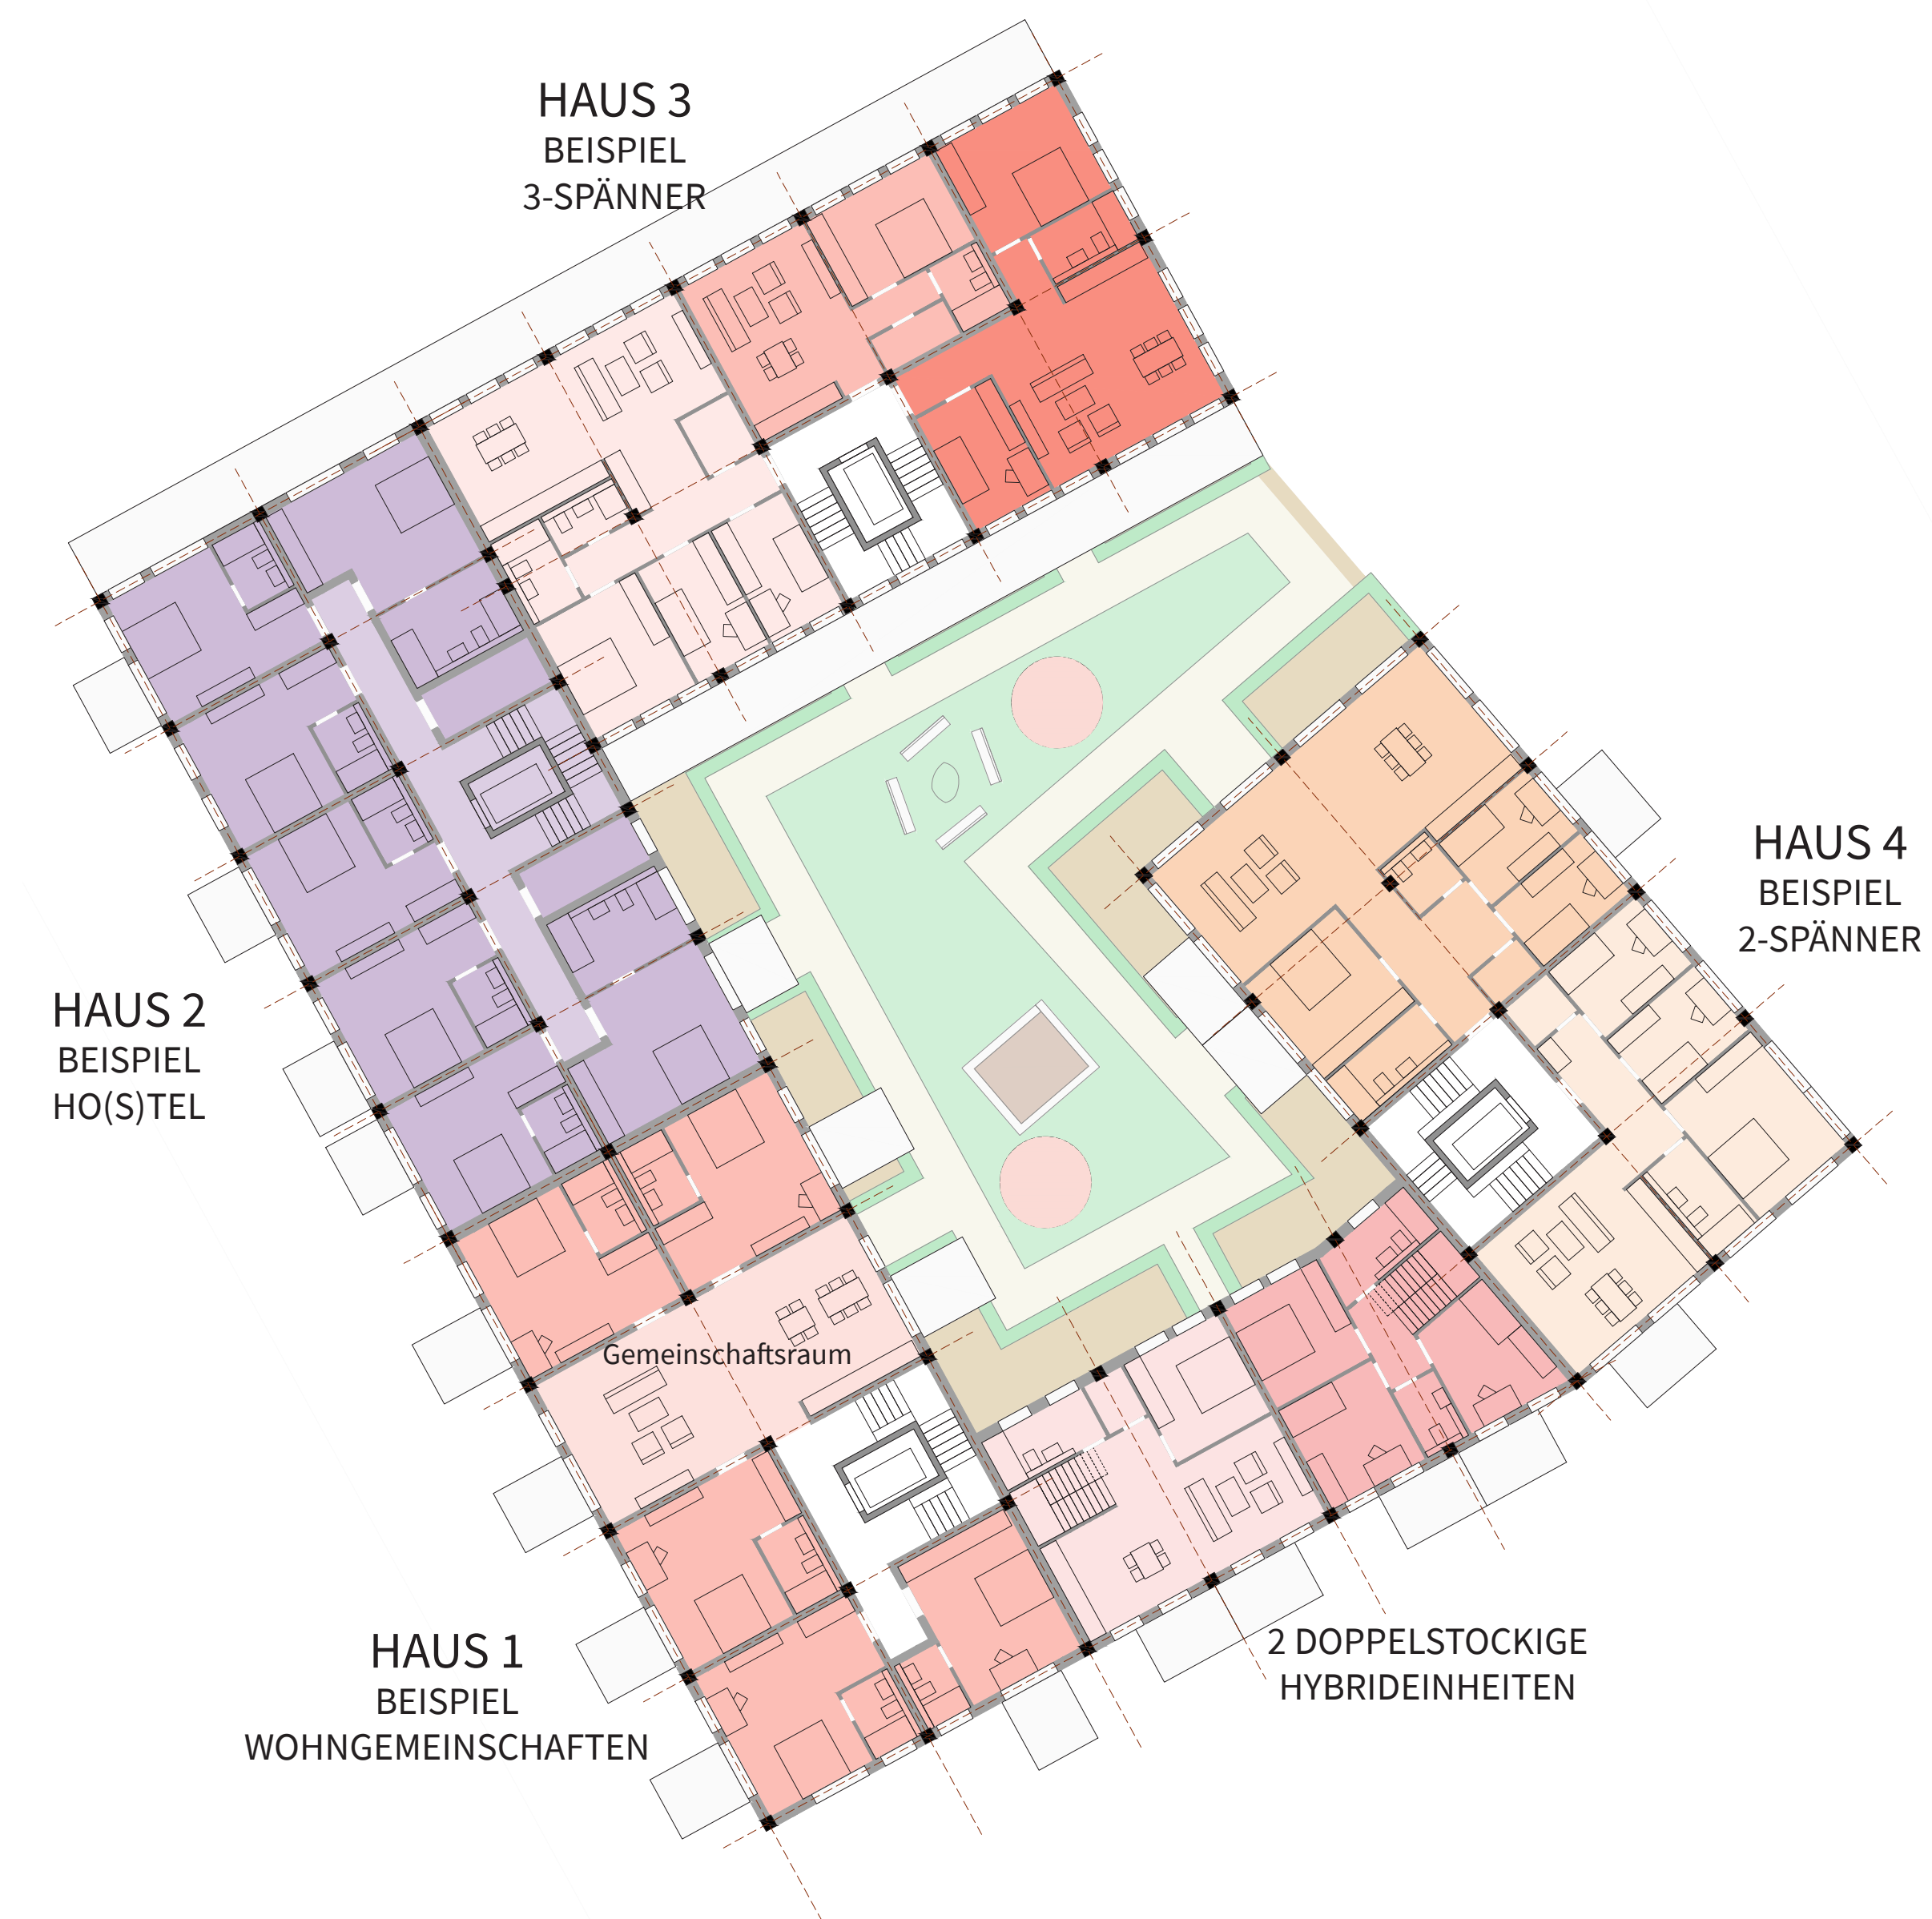 HAUS 3
BEISPIEL
3-SPÄNNER
HAUS 4
BEISPIEL
2-SPÄNNER
HAUS 2
BEISPIEL
HO(S)TEL
Gemeinschaftsraum
HAUS 1
BEISPIEL
WOHNGEMEINSCHAFTEN
2 DOPPELSTOCKIGE
HYBRIDEINHEITEN